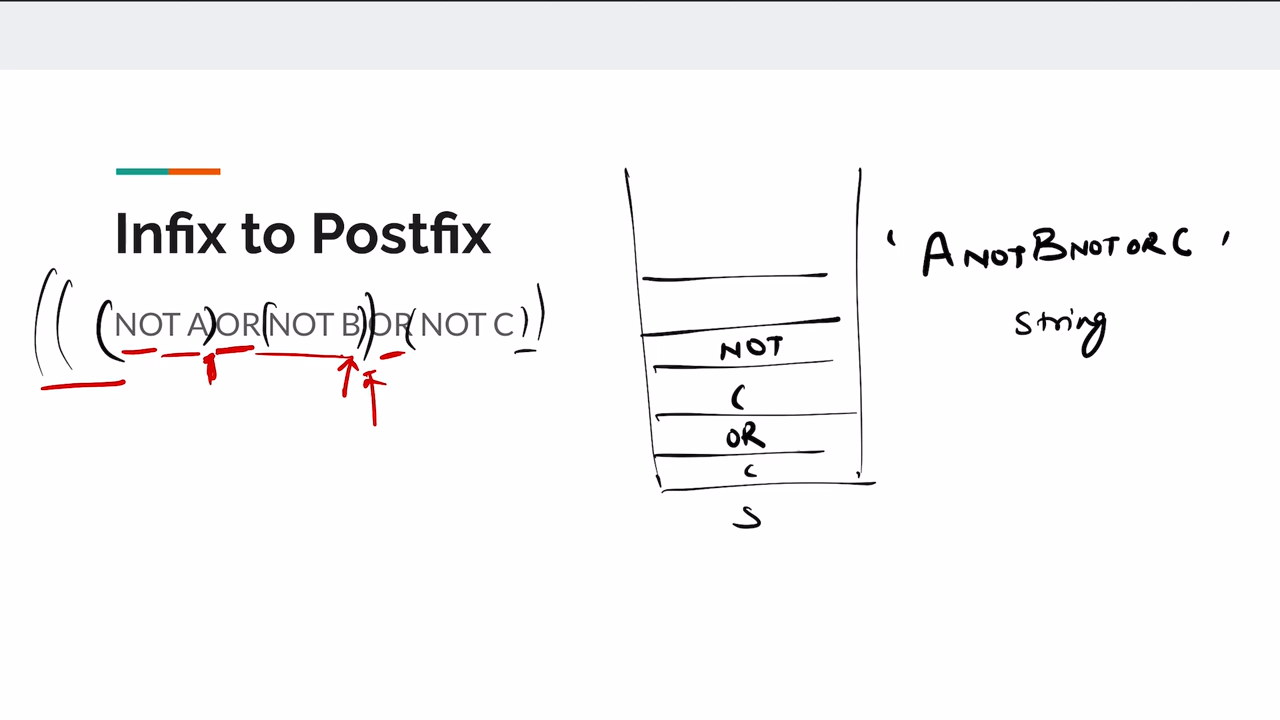 Infix to Postfix
(((NOT A)OR(NOT B))OR(NOT C))
NOT
(
OR
(
S
' A NOT B NOT OR C '
string